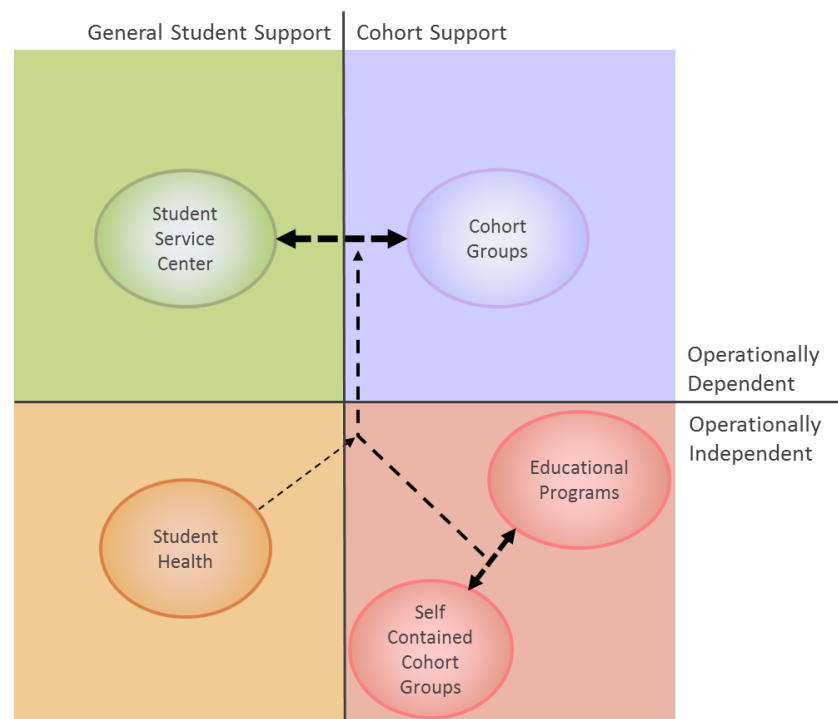 General Student Support
Cohort Support
Student
Service
Center
Cohort
Groups
Operationally
Dependent
Operationally
Independent
Educational
Programs
Student
Health
Self
Contained
Cohort
Groups